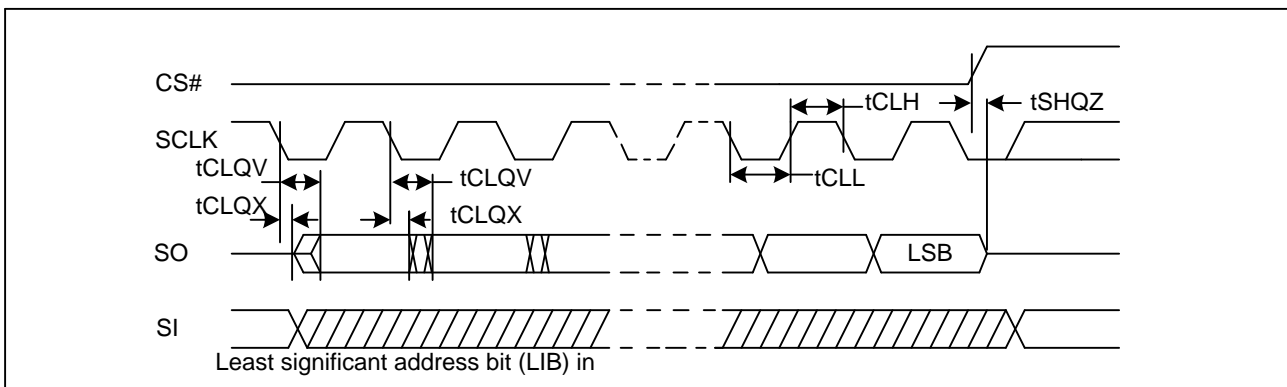 CS#
tCLH
tSHQZ
SCLK
tCLQV
tCLQV
tCLL
tCLQX
tCLQX
SO
LSB
SI
Least significant address bit (LIB) in